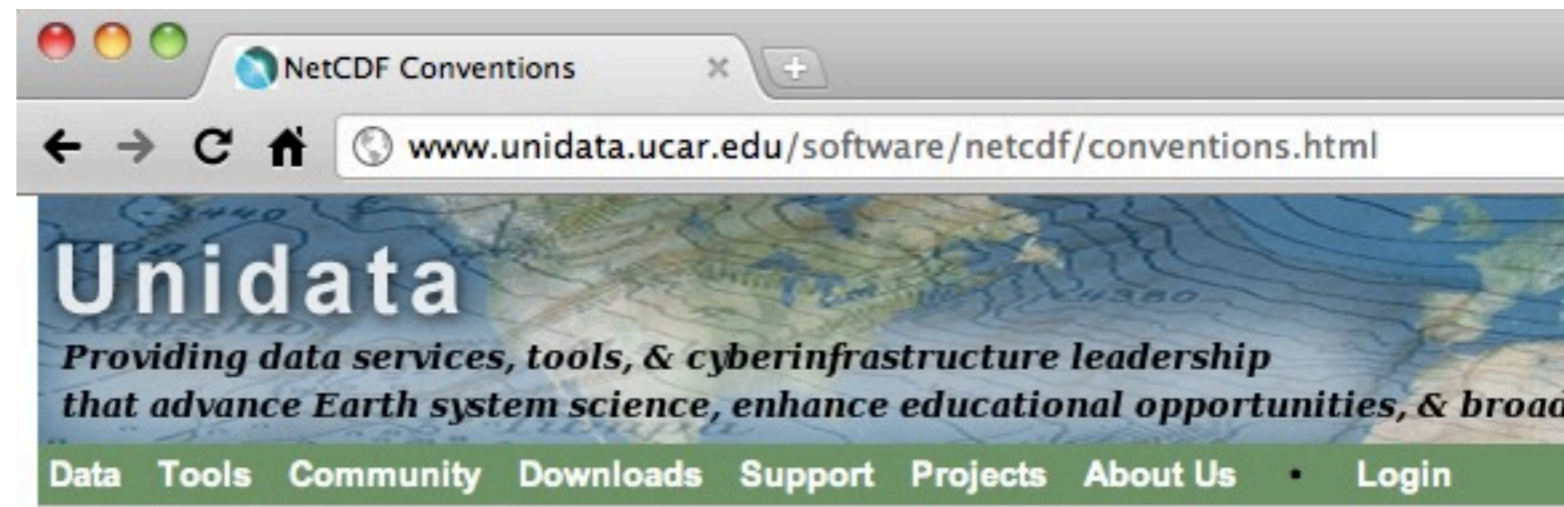 NetCDF Conventions
www.unidata.ucar.edu/software/netcdf/conventions.html
Unidata
Providing data services, tools, & cyberinfrastructure leadership
that advance Earth system science, enhance educational opportunities, & broad
Data Tools Community Downloads Support Projects About Us • Login